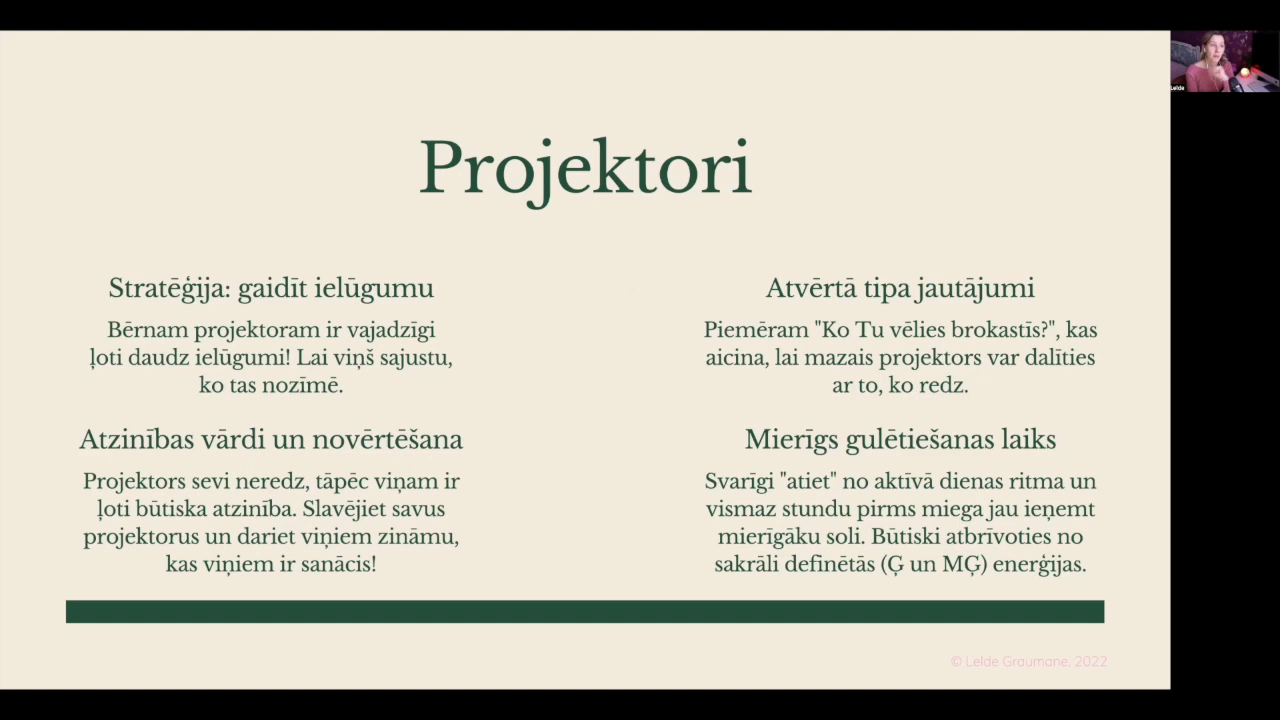 Projektori
Stratēģija: gaidīt ielūgumu
Bērnam projektoram ir vajadzīgi
ļoti daudz ielūgumi! Lai viņš sajustu,
ko tas nozīmē.
Atzinības vārdi un novērtēšana
Projektors sevi neredz, tāpēc viņam ir
ļoti būtiska atzinība. Slavējiet savus
projektorus un dariet viņiem zināmu,
kas viņiem ir sanācis!
Atvērtā tipa jautājumi
Piemēram "Ko Tu vēlies brokastīs?", kas
aicina, lai mazais projektors var dalīties
ar to, ko redz.
Mierīgs gulētiešanas laiks
Svarīgi "atiet" no aktīvā dienas ritma un
vismaz stundu pirms miega jau ieņemt
mierīgāku soli. Būtiski atbrīvoties no
sakrāli definētās (Ģ un MĢ) enerģijas.
© Lelde Graumane, 2022
Lelde